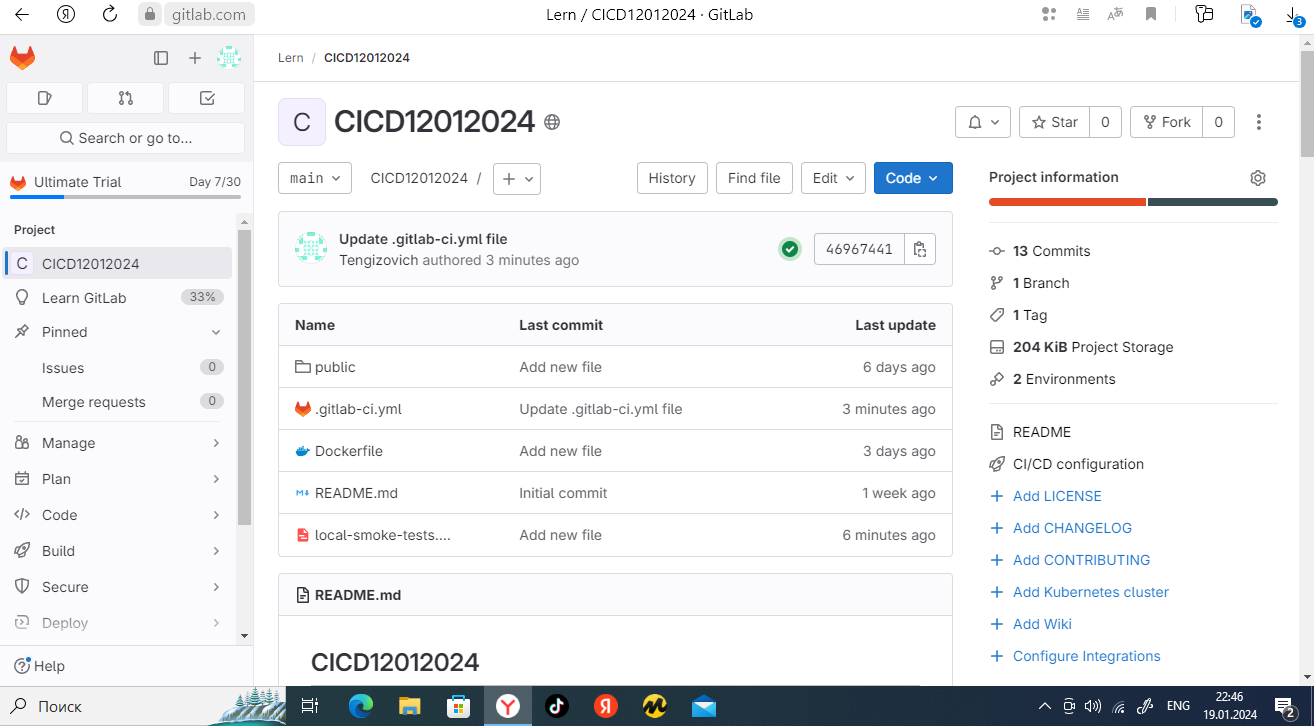 gitlab.com
Lern / CICD12012024 · GitLab
3
Lern / CICD12012024
Search or go to...
Ultimate Trial Day 7/30
Project
C CICD12012024
Learn GitLab 33%
Pinned
Issues 0
Merge requests 0
Manage
Plan
Code
Build
Secure
Deploy
Help
C CICD12012024
Star 0
Fork 0
main
CICD12012024 /
History
Find file
Edit
Code
Update .gitlab-ci.yml file
Tengizovich authored 3 minutes ago
46967441
Name Last commit Last update
public Add new file 6 days ago
.gitlab-ci.yml Update .gitlab-ci.yml file 3 minutes ago
Dockerfile Add new file 3 days ago
README.md Initial commit 1 week ago
local-smoke-tests.... Add new file 6 minutes ago
README.md
CICD12012024
Project information
13 Commits
1 Branch
1 Tag
204 KiB Project Storage
2 Environments
README
CI/CD configuration
Add LICENSE
Add CHANGELOG
Add CONTRIBUTING
Add Kubernetes cluster
Add Wiki
Configure Integrations
Поиск
ENG
22:46
19.01.2024
2